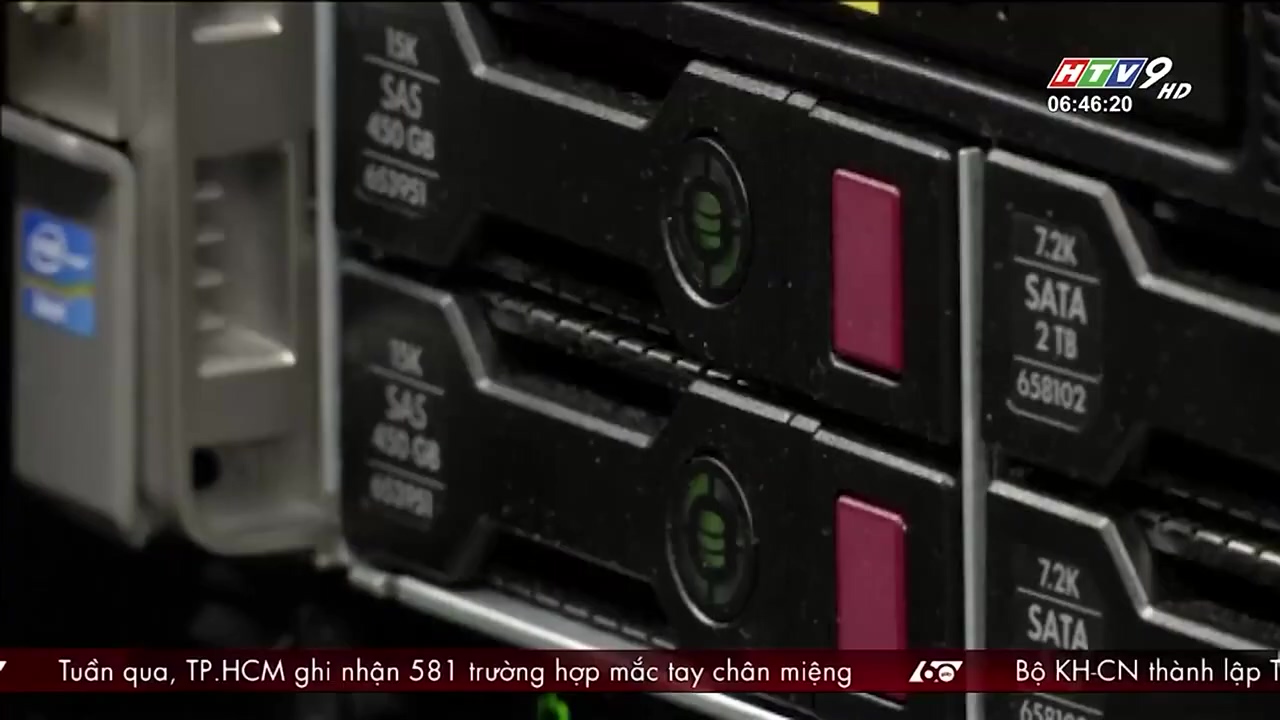 HTV9
HD
06:46:20
15K
SAS
450 GB
653951
7.2K
SATA
2 TB
658102
15K
SAS
450 GB
653951
7.2K
SATA
658102
Tuần qua, TP.HCM ghi nhận 581 trường hợp mắc tay chân miệng
60
Bộ KH-CN thành lập T